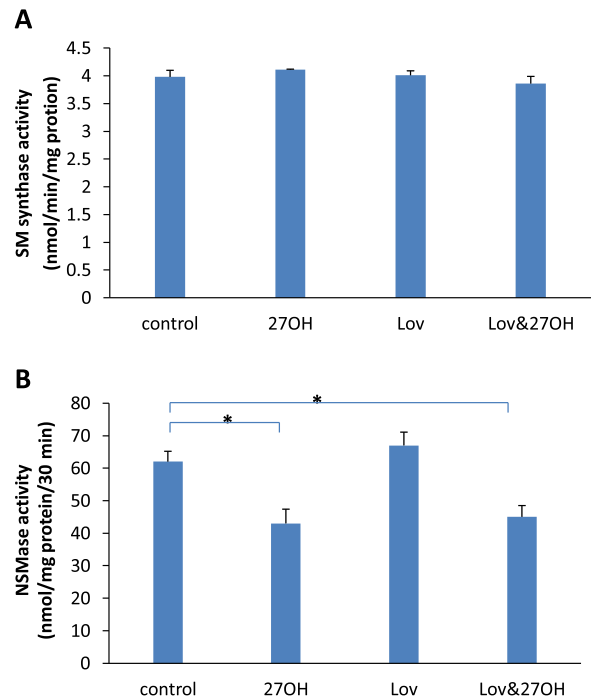 A
SM synthase activity
(nmol/min/mg protion)
4.5
4
3.5
3
2.5
2
1.5
1
0.5
0
control 27OH Lov Lov&27OH
B
NSMase activity
(nmol/mg protein/30 min)
80
70
60
50
40
30
20
10
0
*
*
control 27OH Lov Lov&27OH